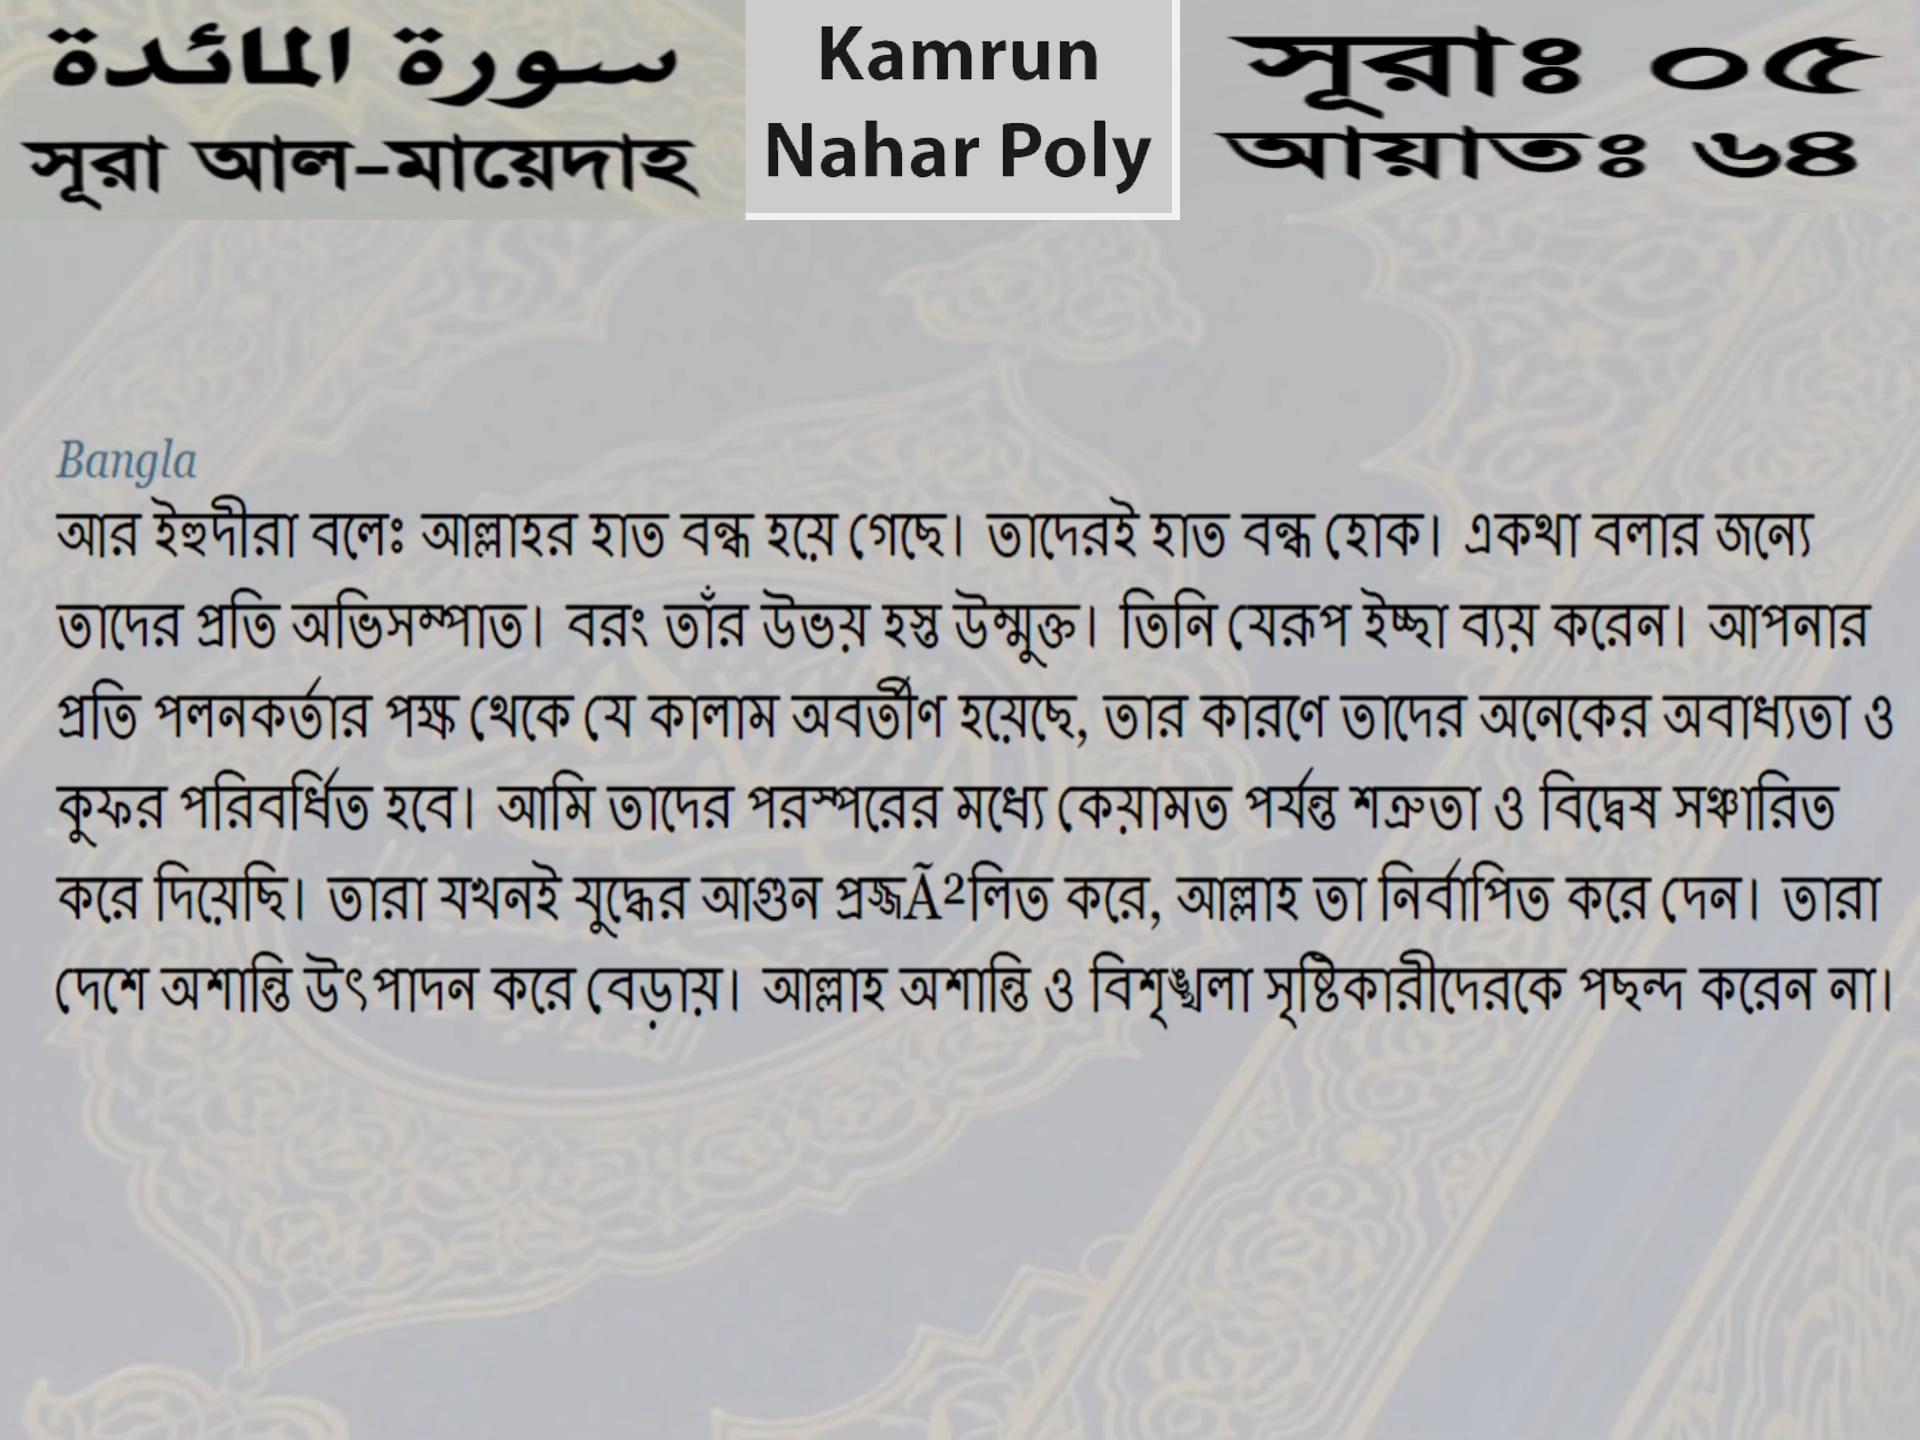 سورة المائدة
সূরা আল-মায়েদাহ
Kamrun
Nahar Poly
সূরাঃ ০৫
আয়াতঃ ৬৪
Bangla
আর ইহুদীরা বলেঃ আল্লাহর হাত বন্ধ হয়ে গেছে। তাদেরই হাত বন্ধ হোক। একথা বলার জন্যে
তাদের প্রতি অভিসম্পাত। বরং তাঁর উভয় হস্ত উম্মুক্ত। তিনি যেরূপ ইচ্ছা ব্যয় করেন। আপনার
প্রতি পলনকর্তার পক্ষ থেকে যে কালাম অবর্তীণ হয়েছে, তার কারণে তাদের অনেকের অবাধ্যতা ও
কুফর পরিবর্ধিত হবে। আমি তাদের পরস্পরের মধ্যে কেয়ামত পর্যন্ত শত্রুতা ও বিদ্বেষ সঞ্চারিত
করে দিয়েছি। তারা যখনই যুদ্ধের আগুন প্রজ্জÃ²লিত করে, আল্লাহ তা নির্বাপিত করে দেন। তারা
দেশে অশান্তি উৎপাদন করে বেড়ায়। আল্লাহ অশান্তি ও বিশৃঙ্খলা সৃষ্টিকারীদেরকে পছন্দ করেন না।